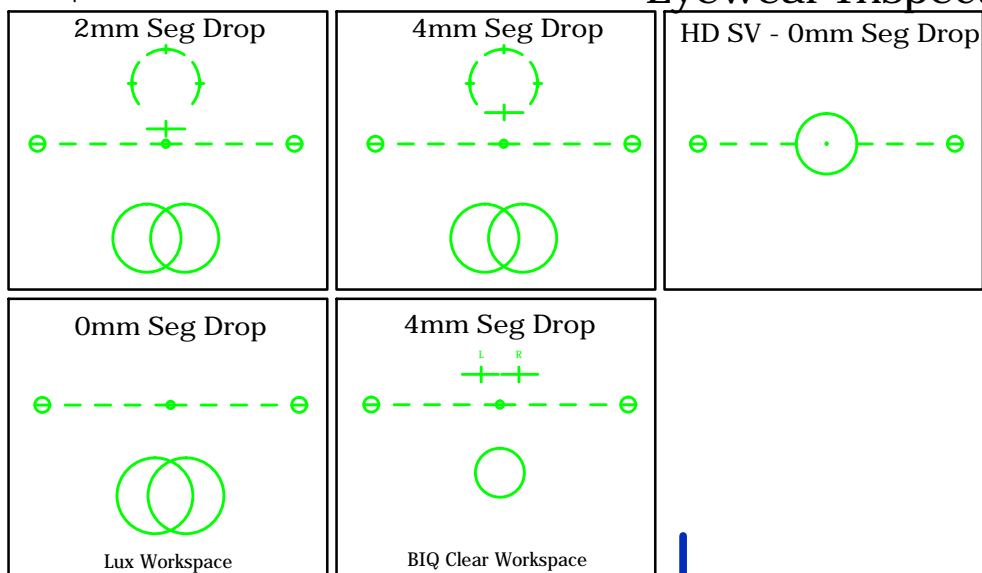 2mm Seg Drop
4mm Seg Drop
HD SV - 0mm Seg Drop
0mm Seg Drop
4mm Seg Drop
L R
Lux Workspace
BIQ Clear Workspace